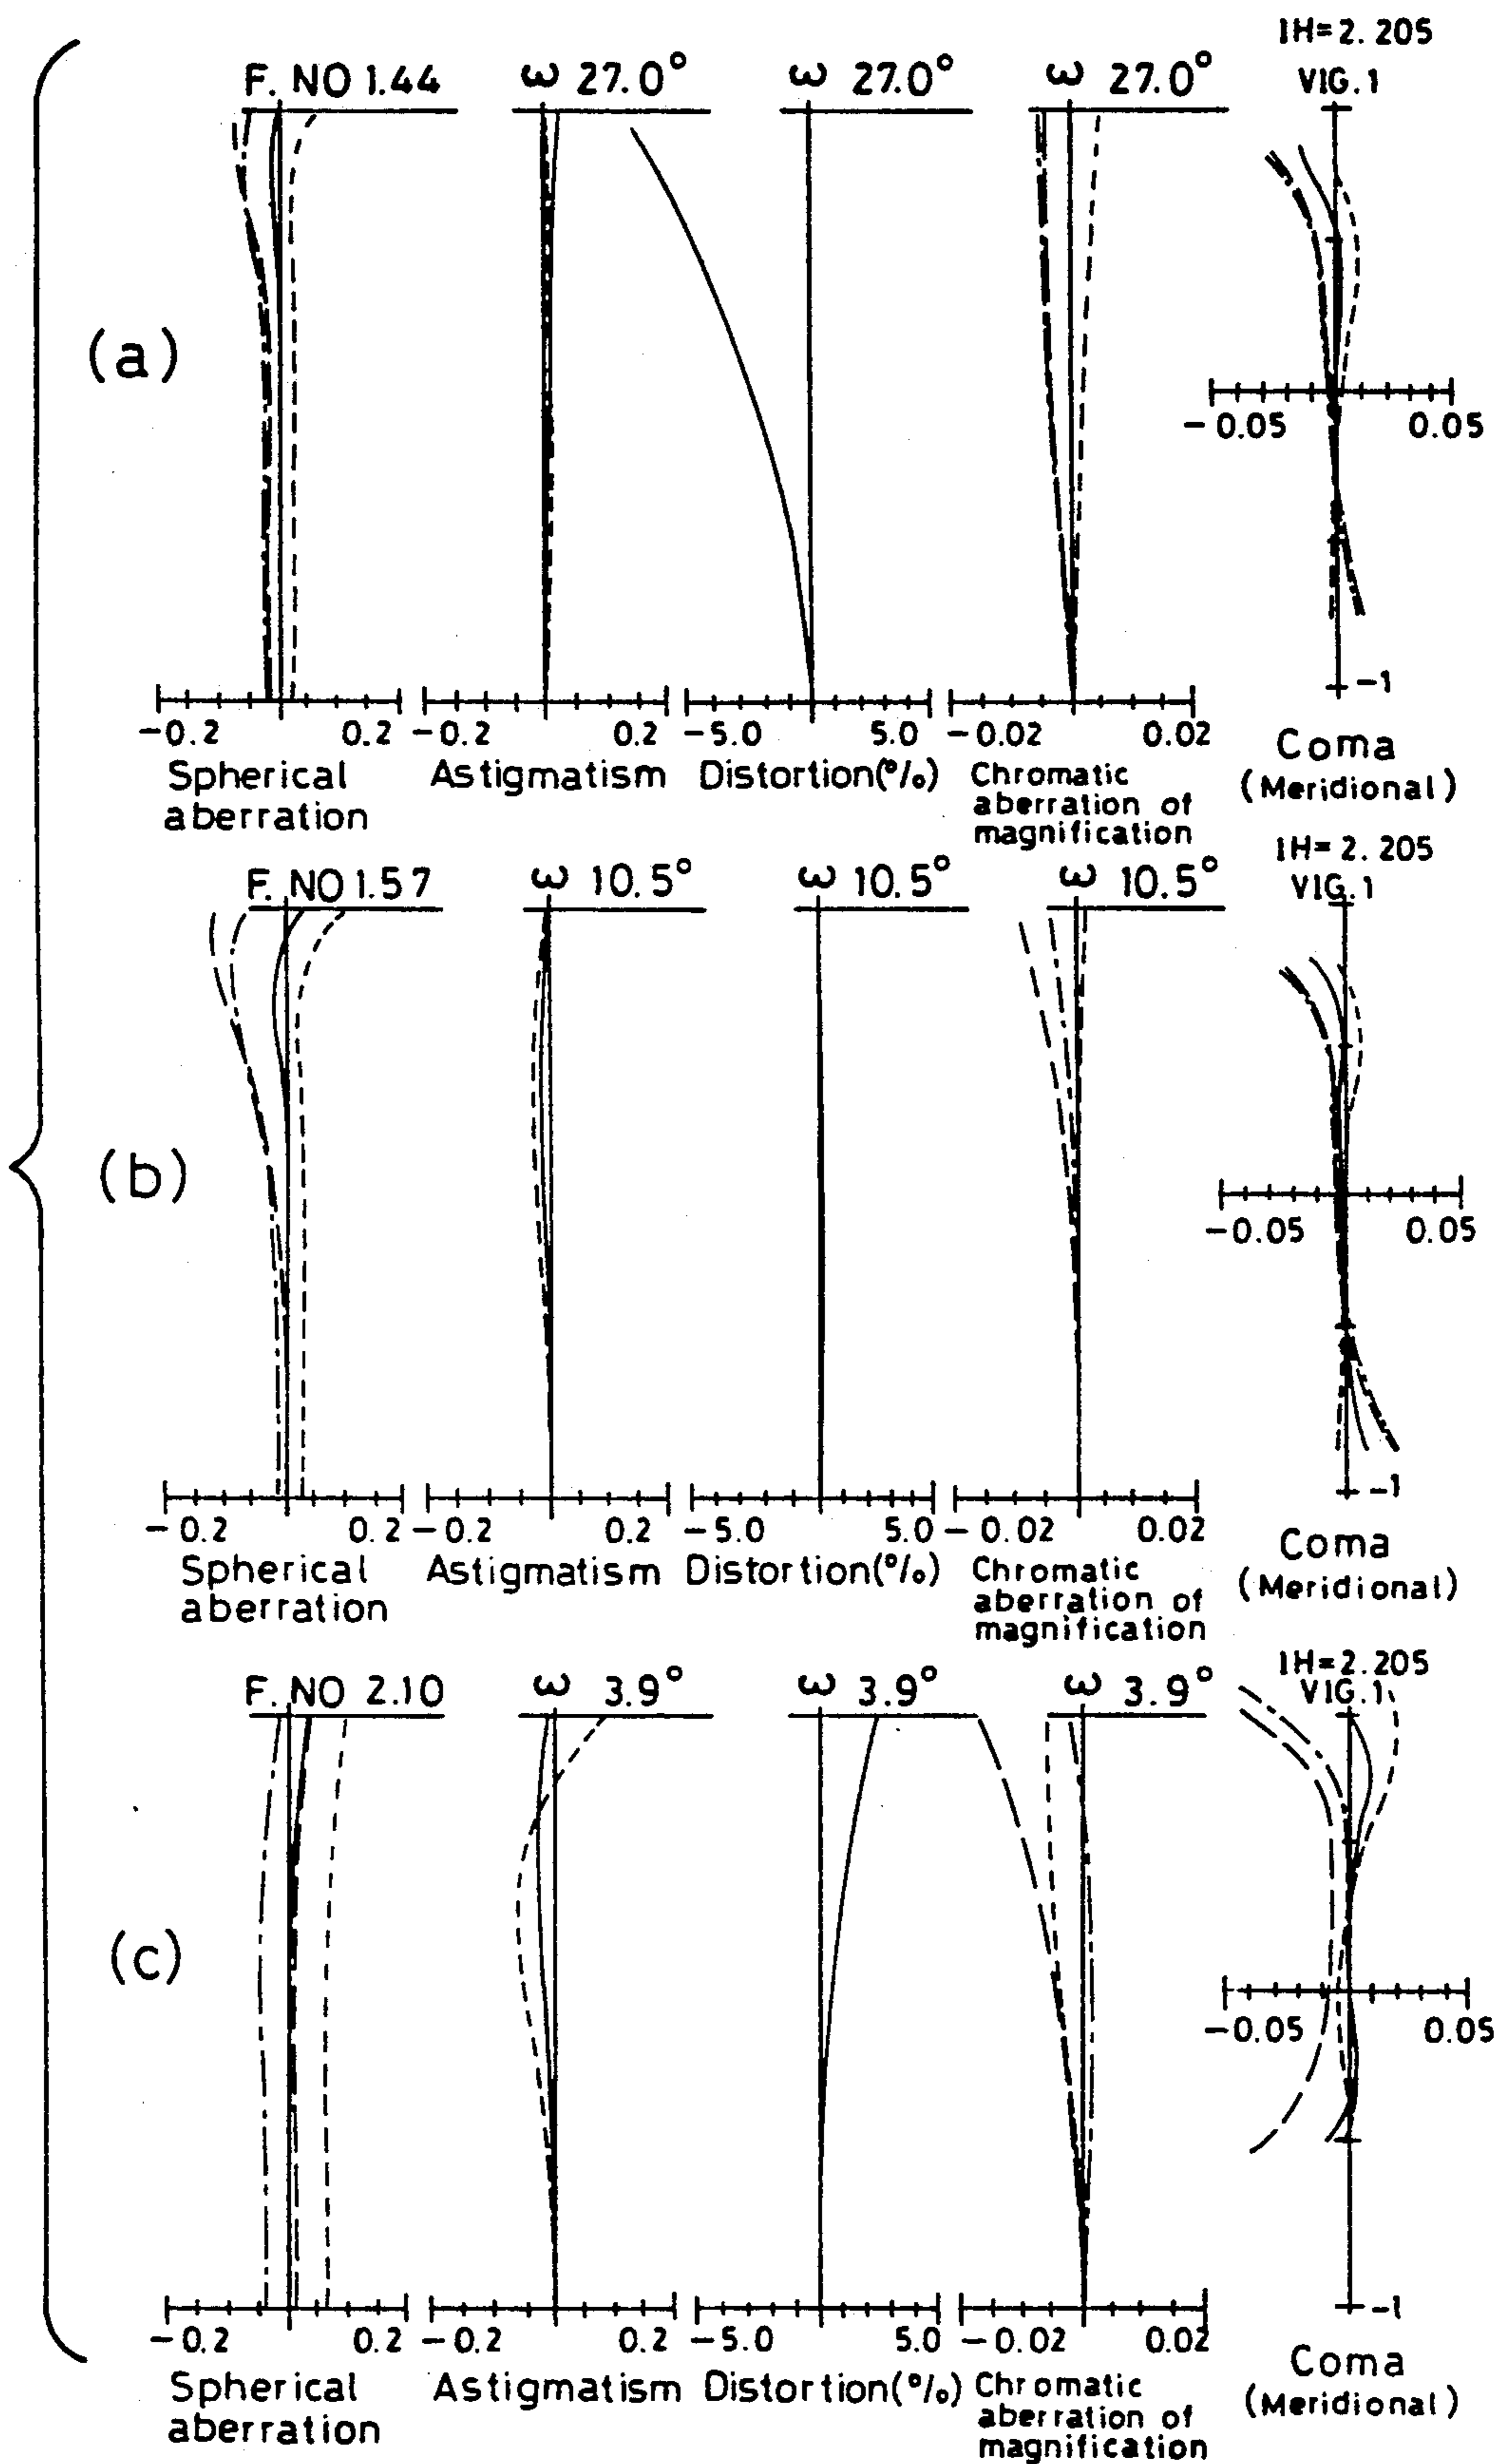 (a)
F. NO 1.44
ω 27.0°
ω 27.0°
ω 27.0°
IH=2.205
VIG.1
-0.2 0.2
Spherical
aberration
-0.2 0.2
Astigmatism
-5.0 5.0
Distortion(%)
-0.02 0.02
Chromatic
aberration of
magnification
-0.05 0.05
-1
Coma
(Meridional)
(b)
F. NO 1.57
ω 10.5°
ω 10.5°
ω 10.5°
IH=2.205
VIG.1
-0.2 0.2
Spherical
aberration
-0.2 0.2
Astigmatism
-5.0 5.0
Distortion(%)
-0.02 0.02
Chromatic
aberration of
magnification
-0.05 0.05
-1
Coma
(Meridional)
(c)
F. NO 2.10
ω 3.9°
ω 3.9°
ω 3.9°
IH=2.205
VIG.1
-0.2 0.2
Spherical
aberration
-0.2 0.2
Astigmatism
-5.0 5.0
Distortion(%)
-0.02 0.02
Chromatic
aberration of
magnification
-0.05 0.05
-1
Coma
(Meridional)